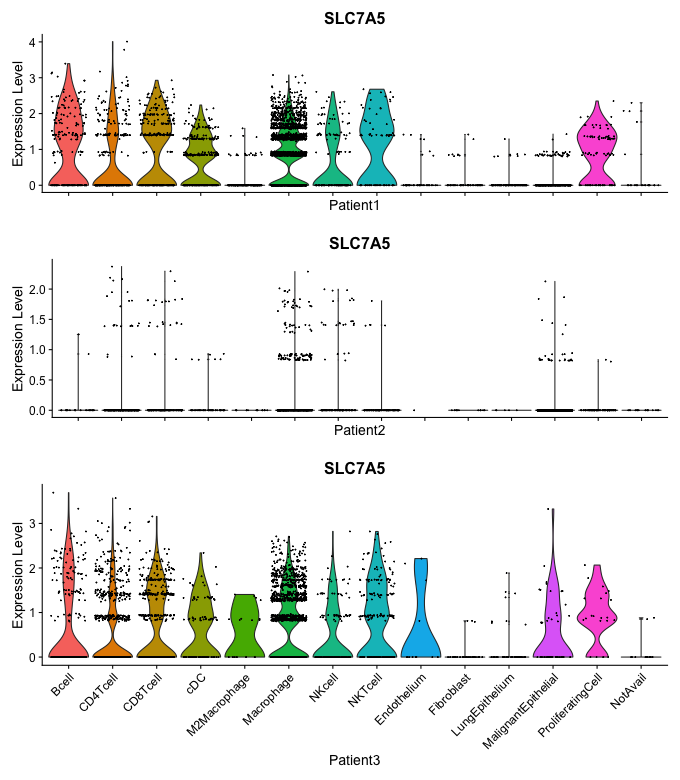 SLC7A5
Expression Level
4
3
2
1
0
Patient1
SLC7A5
Expression Level
2.0
1.5
1.0
0.5
0.0
Patient2
SLC7A5
Expression Level
3
2
1
0
Bcell
CD4Tcell
CD8Tcell
cDC
M2Macrophage
Macrophage
NKcell
NKTcell
Endothelium
Fibroblast
LungEpithelium
MalignantEpithelial
ProliferatingCell
NotAvail
Patient3